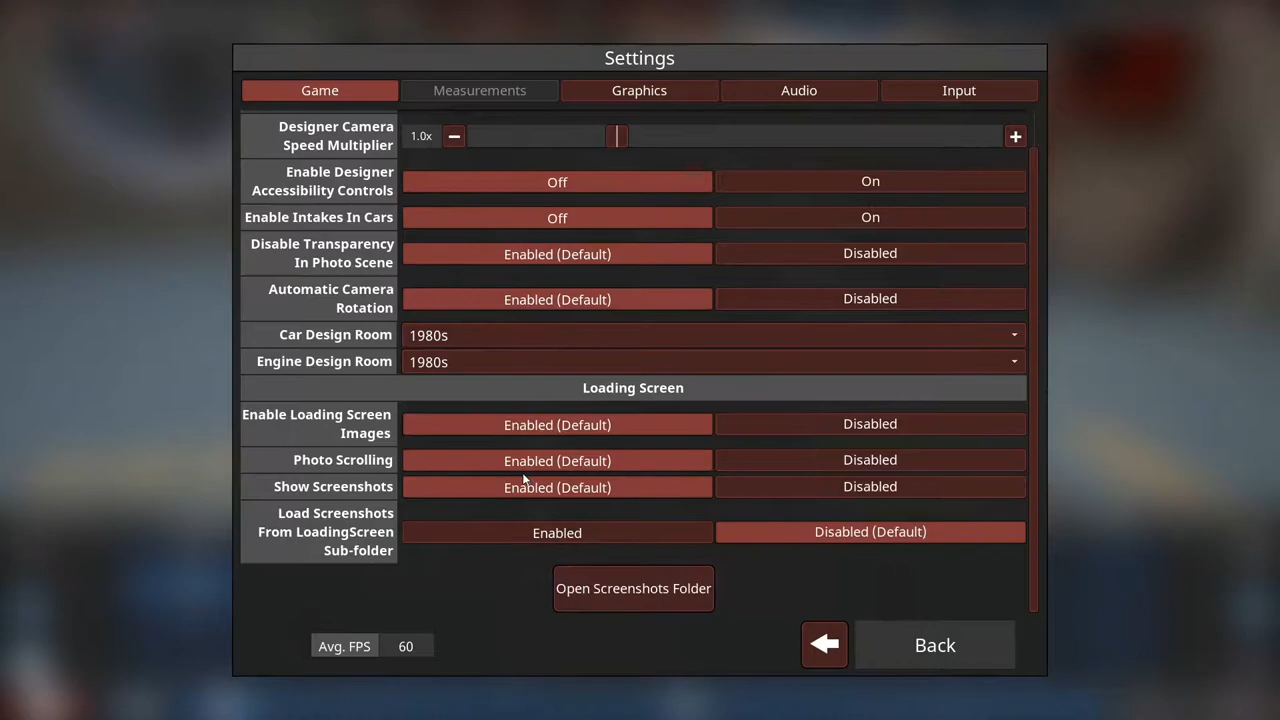 Settings
Game
Measurements
Graphics
Audio
Input
Designer Camera
Speed Multiplier
1.0x
Enable Designer
Accessibility Controls
Off
On
Enable Intakes In Cars
Off
On
Disable Transparency
In Photo Scene
Enabled (Default)
Disabled
Automatic Camera
Rotation
Enabled (Default)
Disabled
Car Design Room
1980s
Engine Design Room
1980s
Loading Screen
Enable Loading Screen
Images
Enabled (Default)
Disabled
Photo Scrolling
Enabled (Default)
Disabled
Show Screenshots
Enabled (Default)
Disabled
Load Screenshots
From LoadingScreen
Sub-folder
Enabled
Disabled (Default)
Open Screenshots Folder
Avg. FPS
60
Back